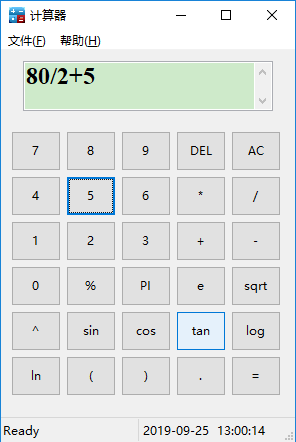 计算器
文件(F) 帮助(H)
80/2+5
7 8 9 DEL AC
4 5 6 * /
1 2 3 + -
0 % PI e sqrt
^ sin cos tan log
ln ( ) . =
Ready 2019-09-25 13:00:14